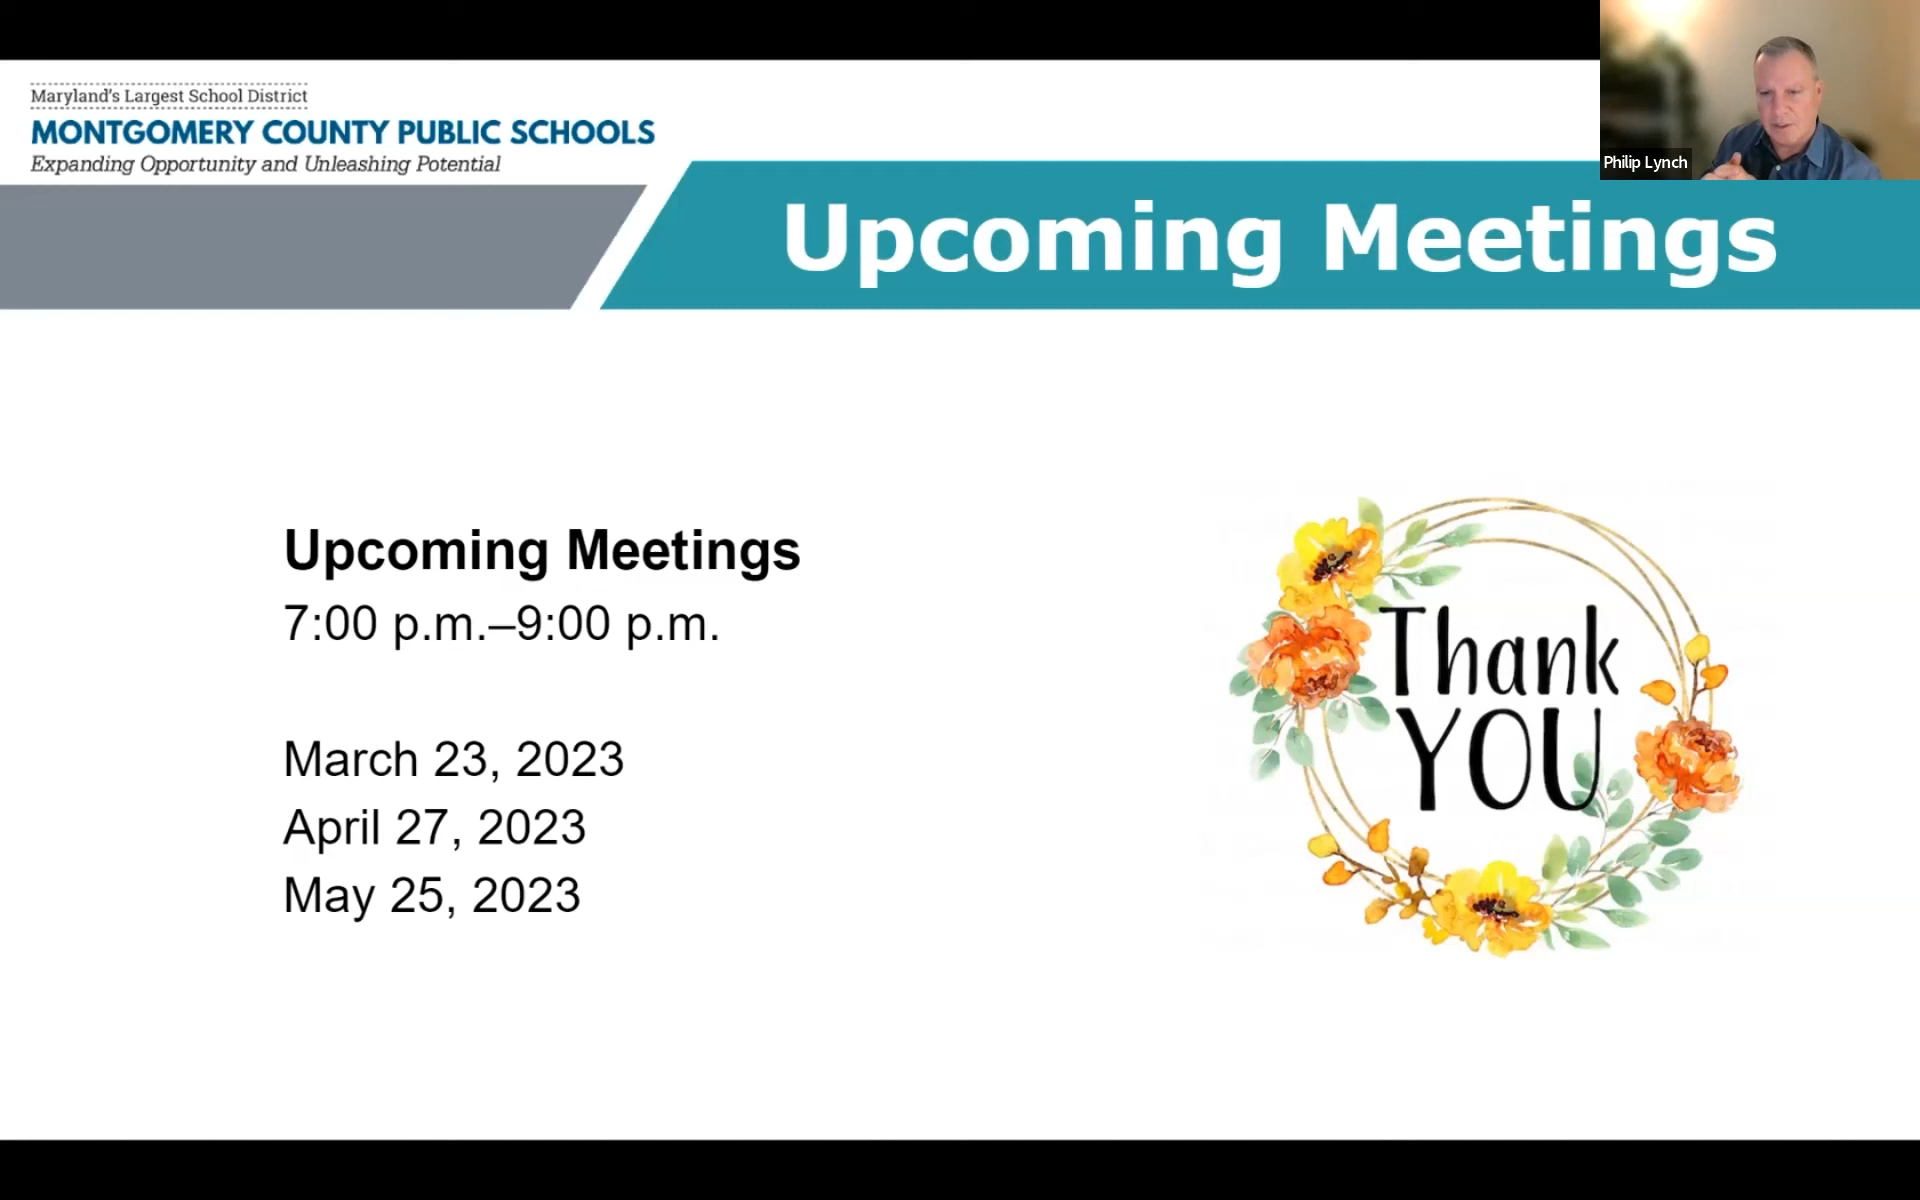 Maryland's Largest School District
MONTGOMERY COUNTY PUBLIC SCHOOLS
Expanding Opportunity and Unleashing Potential
Philip Lynch
Upcoming Meetings
Upcoming Meetings
7:00 p.m.–9:00 p.m.
March 23, 2023
April 27, 2023
May 25, 2023
Thank
YOU